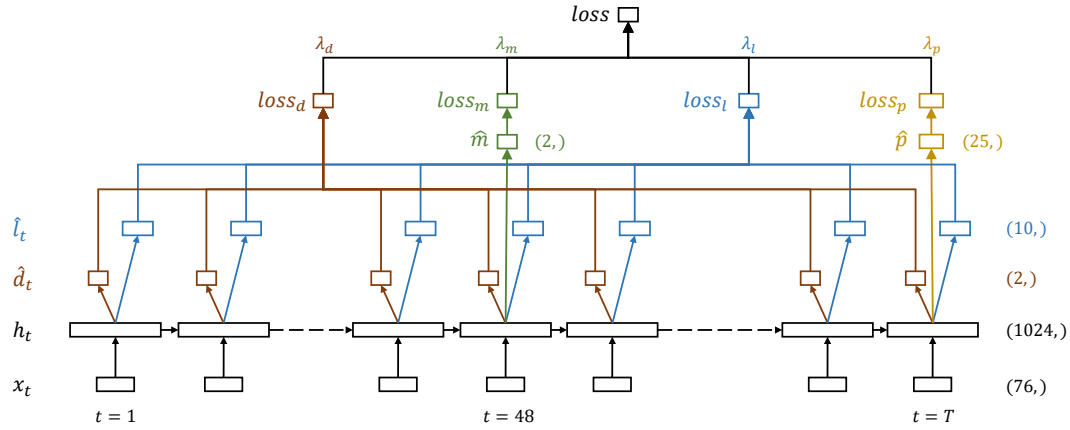 loss
λ_d λ_m λ_l λ_p
loss_d loss_m loss_l loss_p
m̂ (2,) p̂ (25,)
l̂_t (10,)
d̂_t (2,)
h_t (1024,)
x_t (76,)
t = 1 t = 48 t = T